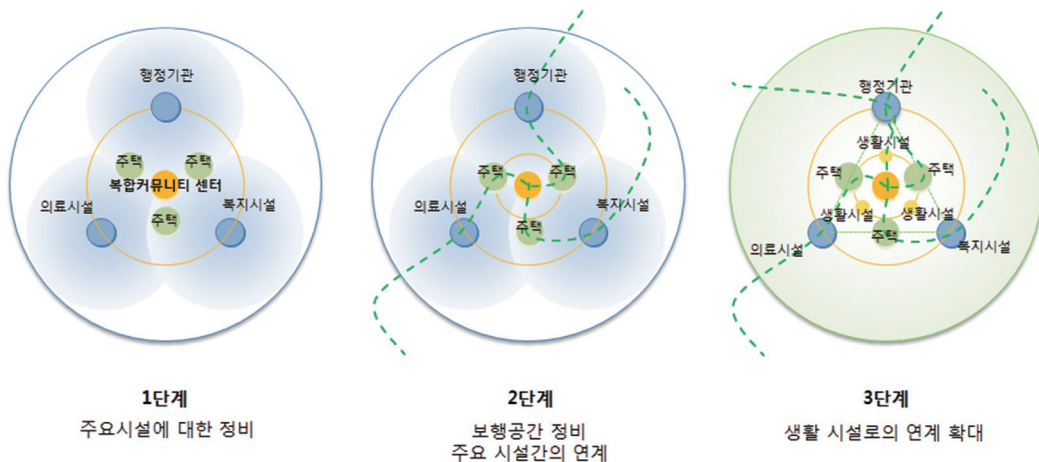 행정기관
주택
주택
복합커뮤니티 센터
의료시설
주택
복지시설
1단계
주요시설에 대한 정비
행정기관
주택
주택
의료시설
복지시설
주택
2단계
보행공간 정비
주요 시설간의 연계
행정기관
생활시설
주택
주택
생활시설
생활시설
주택
의료시설
복지시설
3단계
생활 시설로의 연계 확대